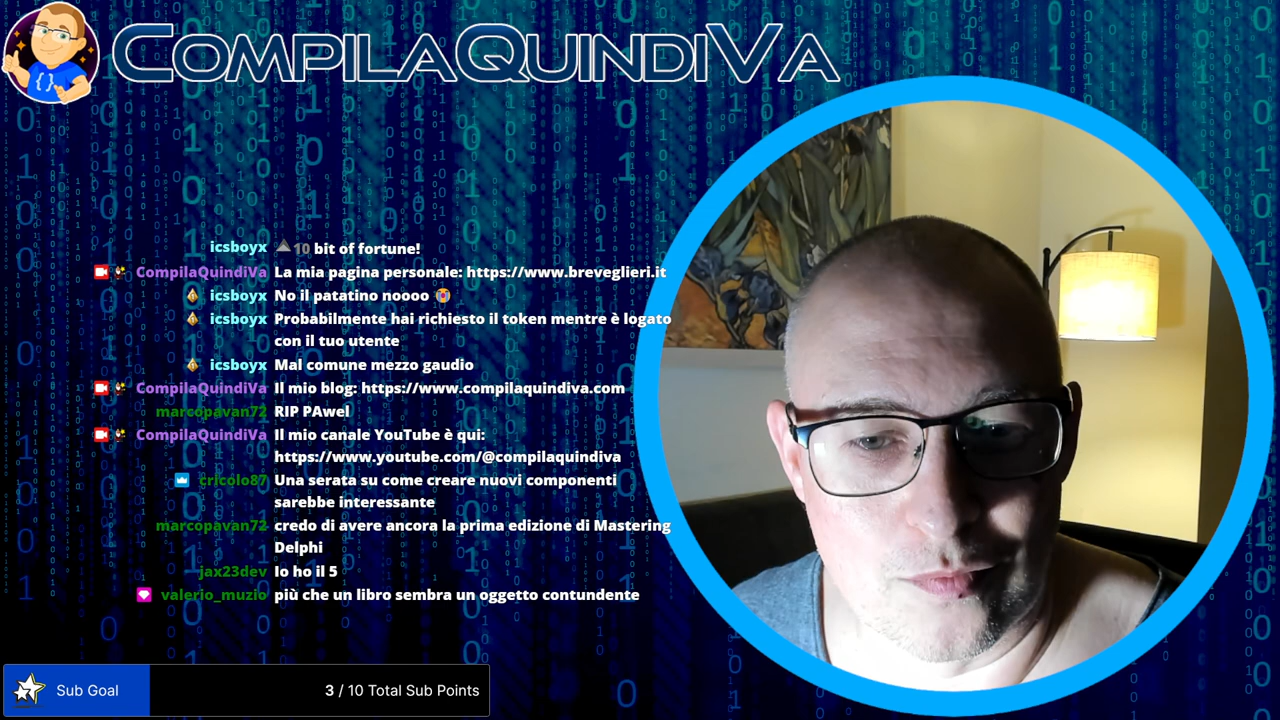 COMPILAQUINDIVA
icsboyx 10 bit of fortune!
CompilaQuindiVa La mia pagina personale: https://www.breveglieri.it
icsboyx No il patatino noooo
icsboyx Probabilmente hai richiesto il token mentre è logato
con il tuo utente
icsboyx Mal comune mezzo gaudio
CompilaQuindiVa Il mio blog: https://www.compilaquindiva.com
marcopavan72 RIP PAwel
CompilaQuindiVa Il mio canale YouTube è qui:
https://www.youtube.com/@compilaquindiva
cricolo87 Una serata su come creare nuovi componenti
sarebbe interessante
marcopavan72 credo di avere ancora la prima edizione di Mastering
Delphi
jax23dev Io ho il 5
valerio_muzio più che un libro sembra un oggetto contundente
Sub Goal 3 / 10 Total Sub Points